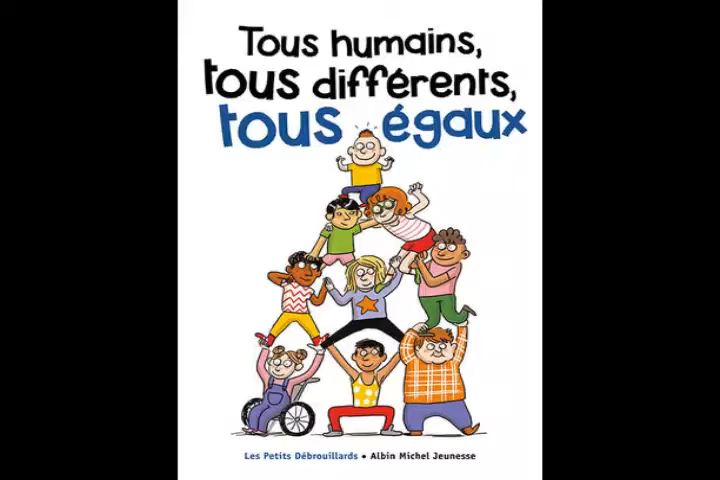 Tous humains,
tous différents,
tous égaux
Les Petits Débrouillards • Albin Michel Jeunesse